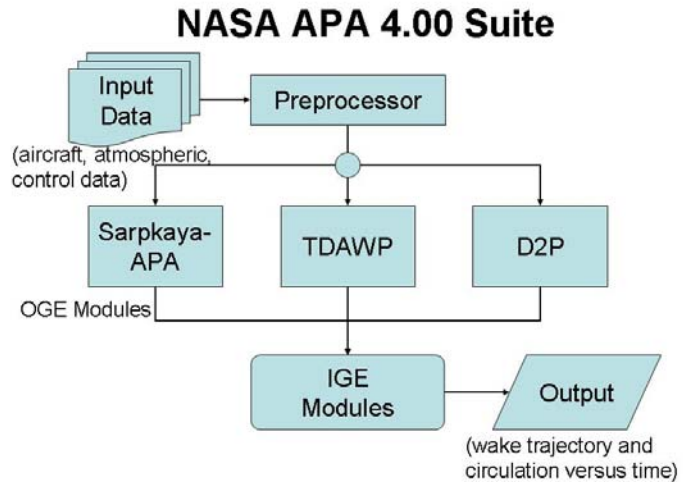 NASA APA 4.00 Suite
Input
Data
Preprocessor
(aircraft, atmospheric,
control data)
Sarpkaya-
APA
TDAWP
D2P
OGE Modules
IGE
Modules
Output
(wake trajectory and
circulation versus time)